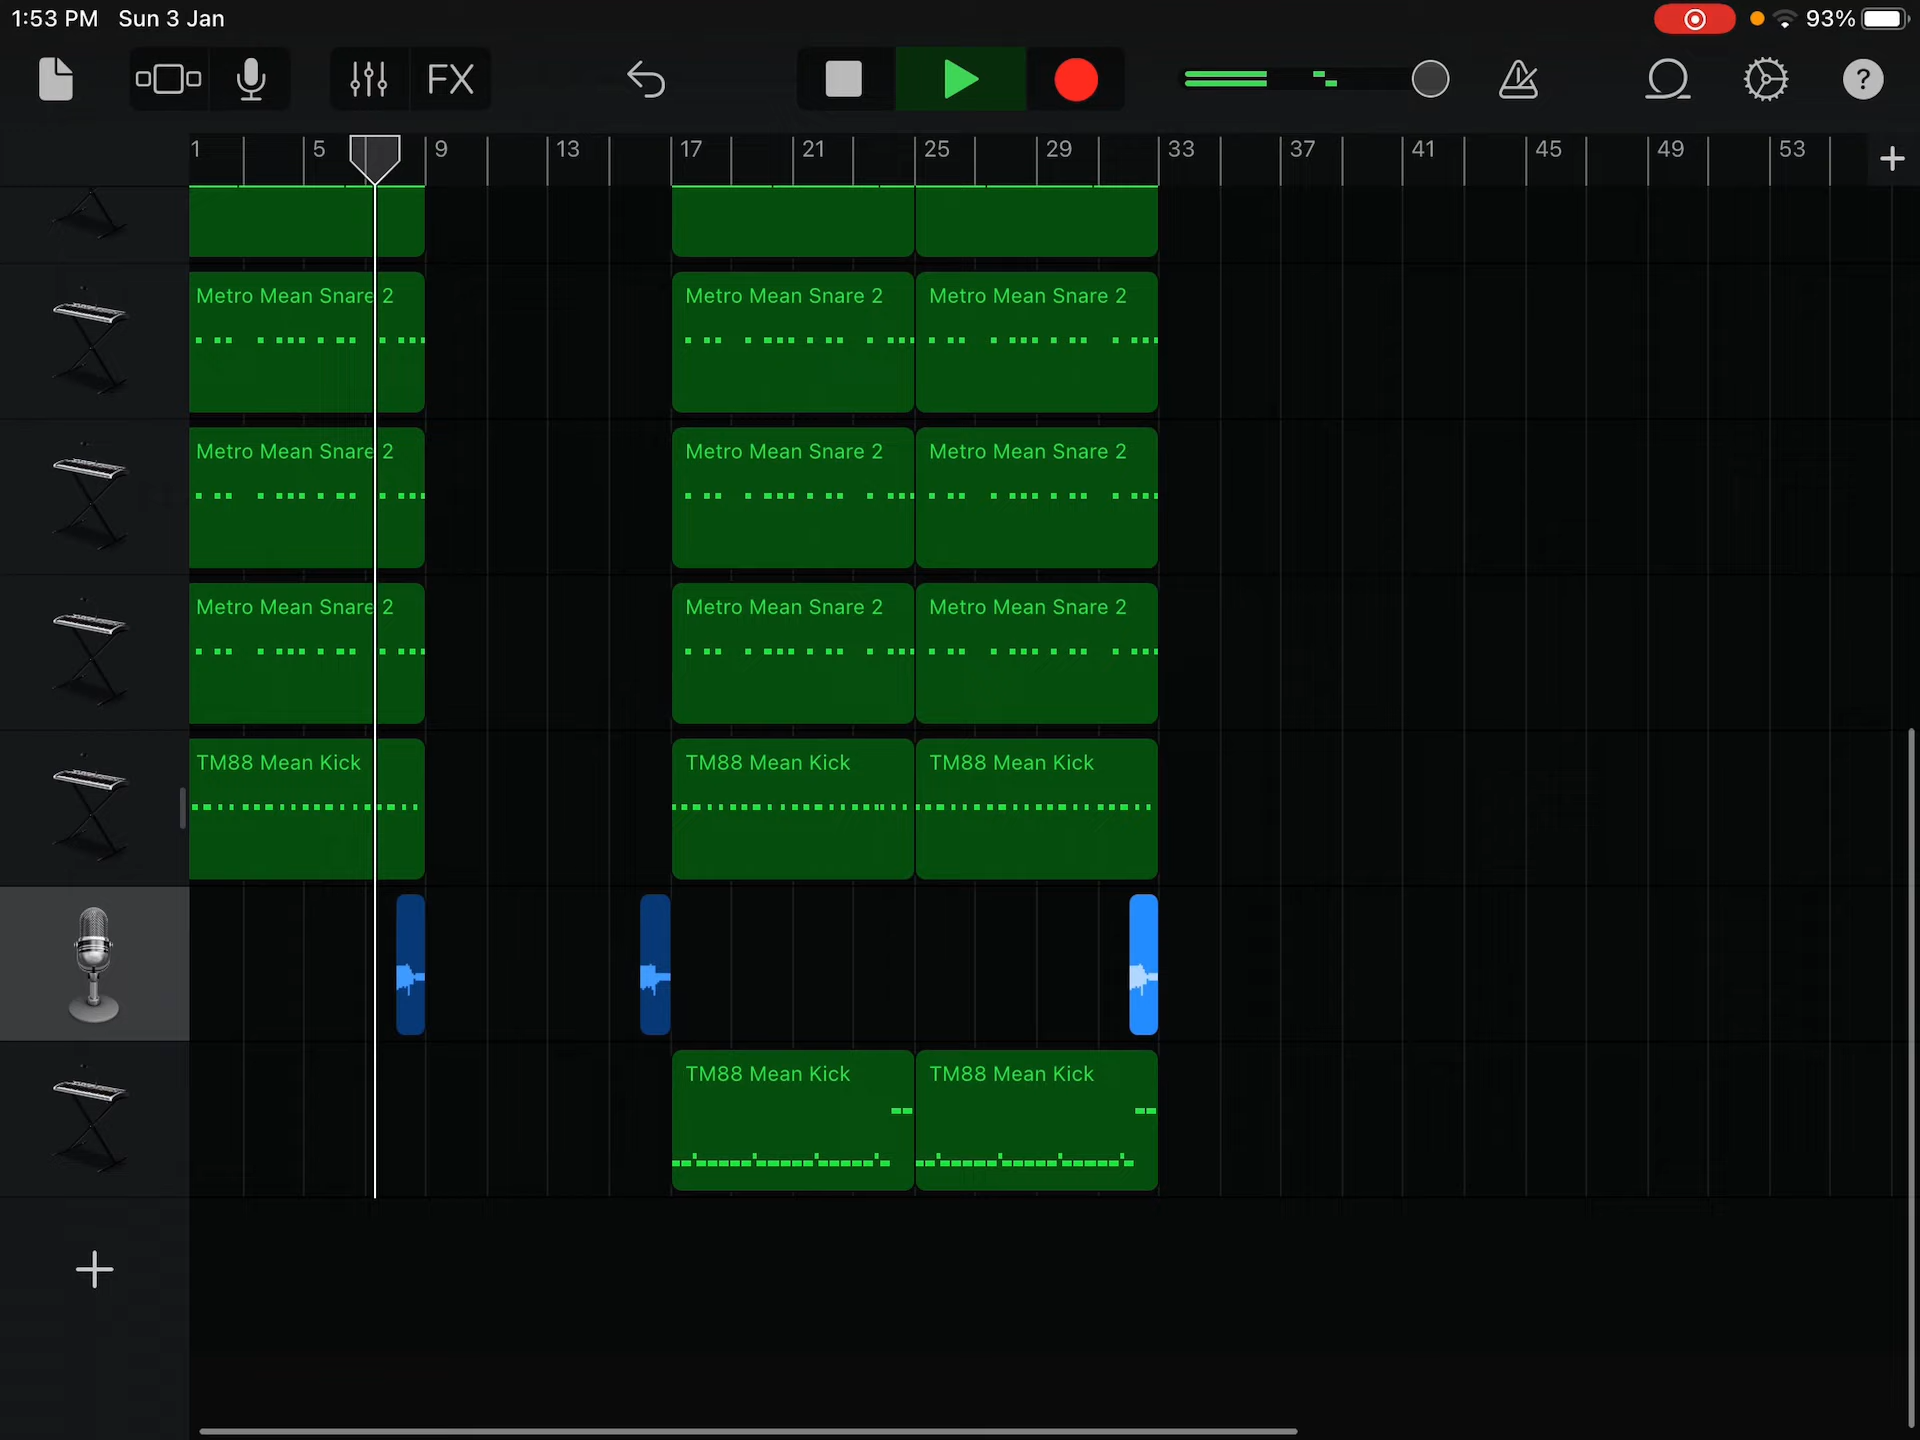 1:53 PM Sun 3 Jan 93%
FX ?
1 5 9 13 17 21 25 29 33 37 41 45 49 53
Metro Mean Snare 2 Metro Mean Snare 2 Metro Mean Snare 2
Metro Mean Snare 2 Metro Mean Snare 2 Metro Mean Snare 2
Metro Mean Snare 2 Metro Mean Snare 2 Metro Mean Snare 2
TM88 Mean Kick TM88 Mean Kick TM88 Mean Kick
TM88 Mean Kick TM88 Mean Kick